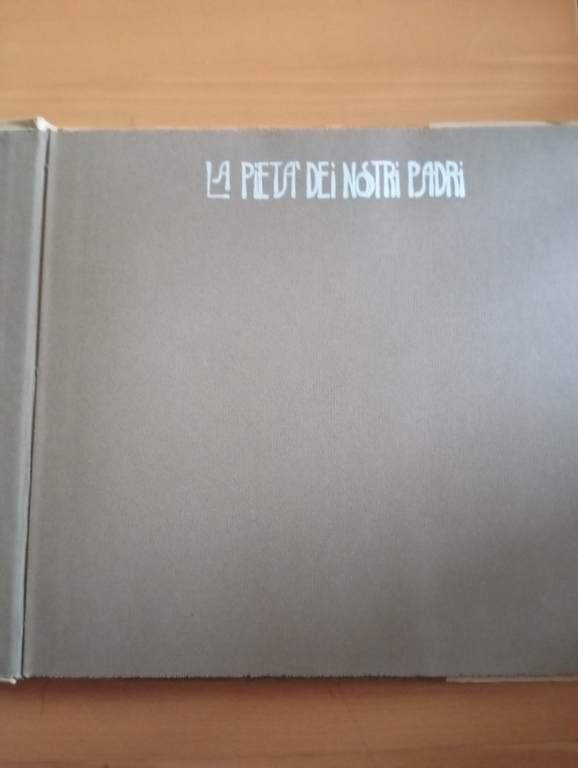 LA PIETA' DEI NOSTRI PADRI